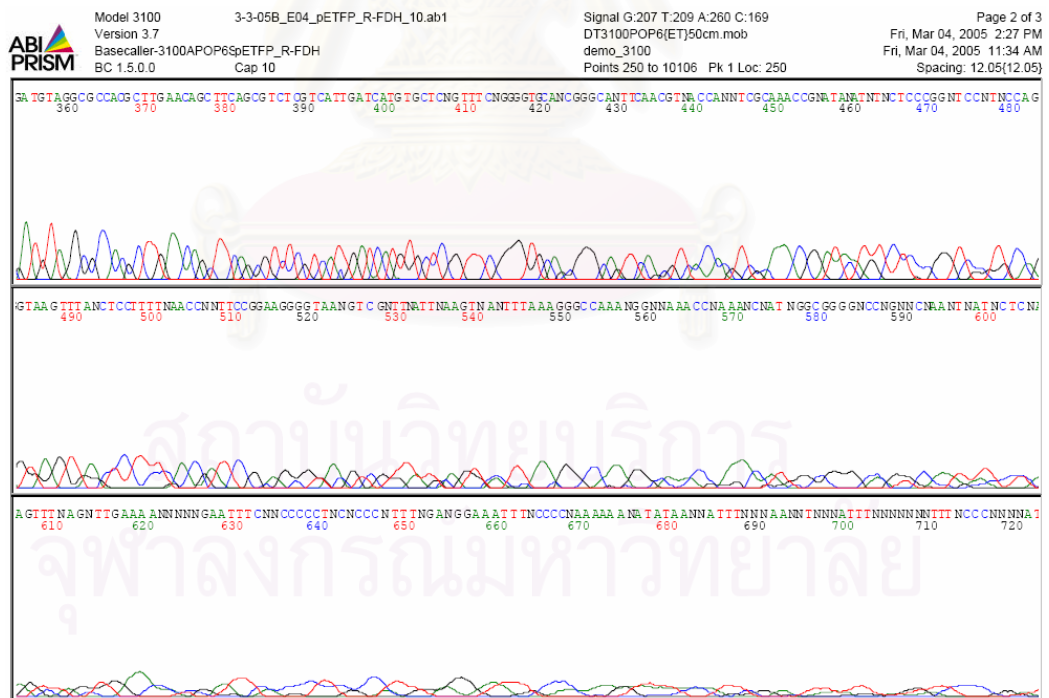 ABI PRISM
Model 3100
Version 3.7
Basecaller-3100APOP6SpETFP_R-FDH
BC 1.5.0.0
3-3-05B_E04_pETFP_R-FDH_10.ab1
Cap 10
Signal G:207 T:209 A:260 C:169
DT3100POP6{ET}50cm.mob
demo_3100
Points 250 to 10106 Pk 1 Loc: 250
Page 2 of 3
Fri, Mar 04, 2005 2:27 PM
Fri, Mar 04, 2005 11:34 AM
Spacing: 12.05{12.05}
GATGTAGGCGCCACGCTTGAACAGCTTCAGCGTCTCGTCATTGATCATGTGCTCNGTTTCNGGGGTGCANCGGGCANTTCAACGTNACCANNTCGCAAACCGNATANATNTNCTCCCGGNTCCNTNCCAG
360 370 380 390 400 410 420 430 440 450 460 470 480
GTAAGTTTANCTCCTTTTNAACCNNTTCCGGAAGGGGTAANGTCGNTTNATTNAAGTNANTTTAAAGGGCCAAANGGNNAAACCNAAANCNATNGGCGGGGNCCNGNNCNAANTNATNCTCN
490 500 510 520 530 540 550 560 570 580 590 600
AGTTTNAGNTTGAAAANNNNNGAATTTCNNCCCCCTNCNCCCNTTTNGANGGAAATTTNCCCCNAAAAAANATATAANNATTTNNNAANNTNNNATTTNNNNNNNTTTNCCCNNNNAT
610 620 630 640 650 660 670 680 690 700 710 720
สถาบันวิทยบริการ
จุฬาลงกรณ์มหาวิทยาลัย